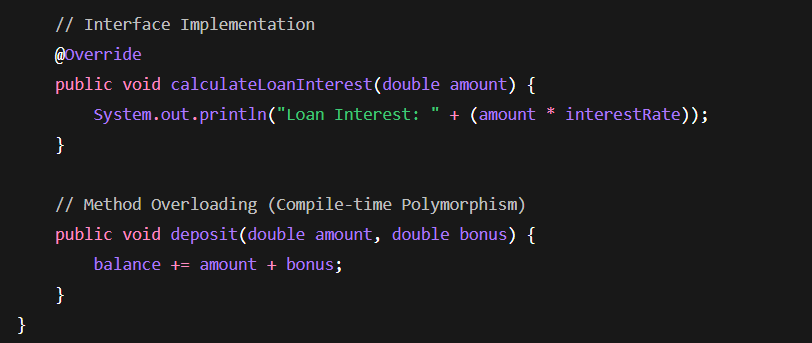 // Interface Implementation
@Override
public void calculateLoanInterest(double amount) {
System.out.println("Loan Interest: " + (amount * interestRate));
}
// Method Overloading (Compile-time Polymorphism)
public void deposit(double amount, double bonus) {
balance += amount + bonus;
}
}